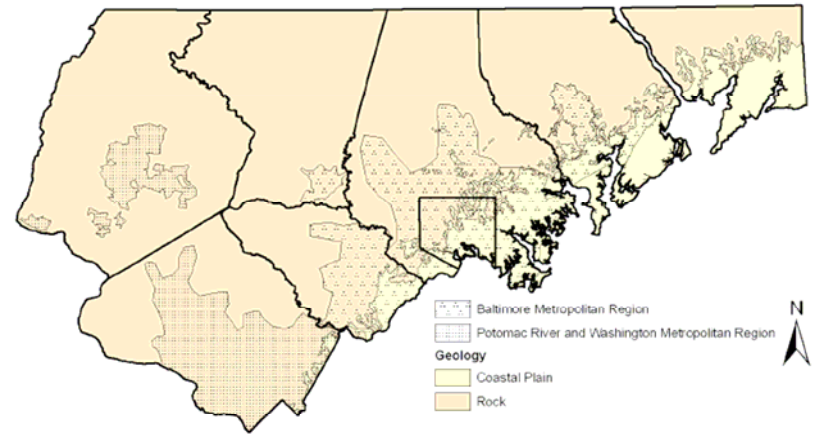 N
Baltimore Metropolitan Region
Potomac River and Washington Metropolitan Region
Geology
Coastal Plain
Rock